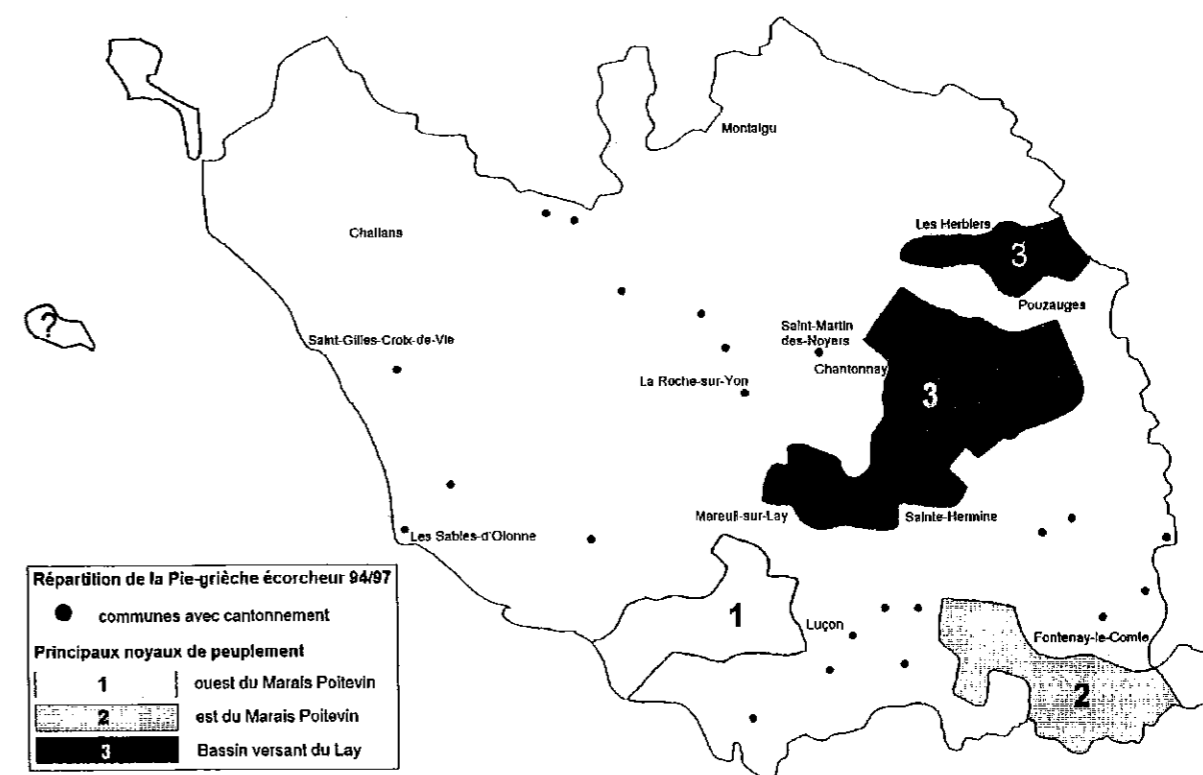 Montaigu
Les Herbiers
3
Challans
Pouzauges
?
Saint-Gilles-Croix-de-Vie
Saint-Martin
des-Noyers
Chantonnay
La Roche-sur-Yon
3
Mareuil-sur-Lay
Sainte-Hermine
Les Sables-d'Olonne
1
Luçon
Fontenay-le-Comte
2
Répartition de la Pie-grièche écorcheur 94/97
communes avec cantonnement
Principaux noyaux de peuplement
1 ouest du Marais Poitevin
2 est du Marais Poitevin
3 Bassin versant du Lay